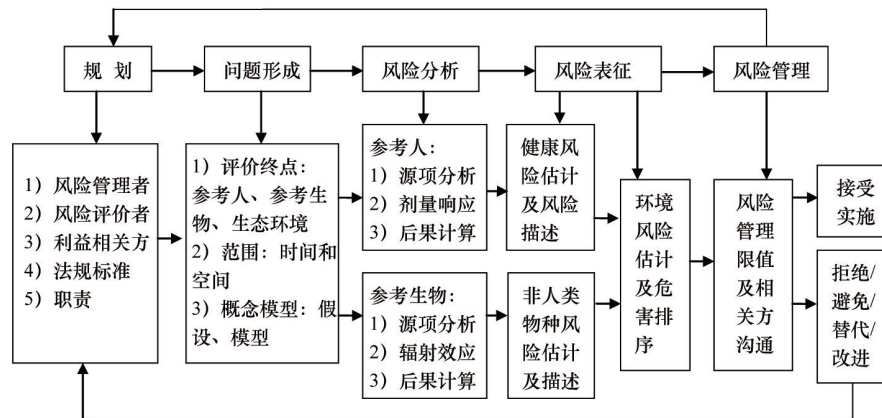 规 划
问题形成
风险分析
风险表征
风险管理
1）风险管理者
2）风险评价者
3）利益相关方
4）法规标准
5）职责
1）评价终点：
参考人、参考生
物、生态环境
2）范围：时间和
空间
3）概念模型：假
设、模型
参考人：
1）源项分析
2）剂量响应
3）后果计算
参考生物：
1）源项分析
2）辐射效应
3）后果计算
健康风
险估计
及风险
描述
非人类
物种风
险估计
及描述
环境
风险
估计
及危
害排
序
风险
管理
限值
及相
关方
沟通
接受
实施
拒绝/
避免/
替代/
改进